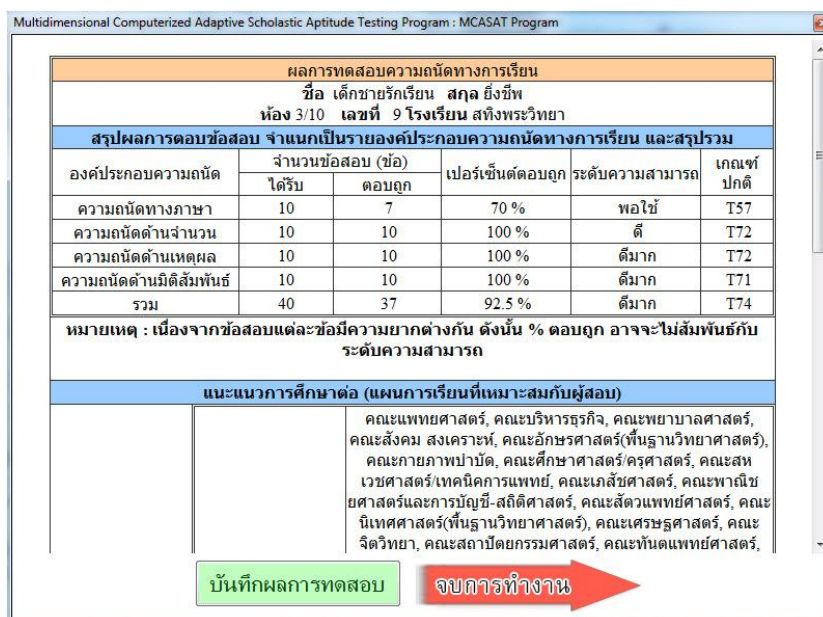 Multidimensional Computerized Adaptive Scholastic Aptitude Testing Program : MCASAT Program
ผลการทดสอบความถนัดทางการเรียน
ชื่อ เด็กชายรักเรียน สกุล ยิ่งชีพ
ห้อง 3/10 เลขที่ 9 โรงเรียน สทิงพระวิทยา
สรุปผลการตอบข้อสอบ จำแนกเป็นรายองค์ประกอบความถนัดทางการเรียน และสรุปรวม
องค์ประกอบความถนัด จำนวนข้อสอบ (ข้อ) เปอร์เซ็นต์ตอบถูก ระดับความสามารถ เกณฑ์ปกติ
ได้รับ ตอบถูก
ความถนัดทางภาษา 10 7 70 % พอใช้ T57
ความถนัดด้านจำนวน 10 10 100 % ดี T72
ความถนัดด้านเหตุผล 10 10 100 % ดีมาก T72
ความถนัดด้านมิติสัมพันธ์ 10 10 100 % ดีมาก T71
รวม 40 37 92.5 % ดีมาก T74
หมายเหตุ : เนื่องจากข้อสอบแต่ละข้อมีความยากต่างกัน ดังนั้น % ตอบถูก อาจจะไม่สัมพันธ์กับ
ระดับความสามารถ
แนะแนวการศึกษาต่อ (แผนการเรียนที่เหมาะสมกับผู้สอบ)
คณะแพทยศาสตร์, คณะบริหารธุรกิจ, คณะพยาบาลศาสตร์,
คณะสังคม สงเคราะห์, คณะอักษรศาสตร์(พื้นฐานวิทยาศาสตร์),
คณะกายภาพบำบัด, คณะศึกษาศาสตร์/ครุศาสตร์, คณะสห
เวชศาสตร์/เทคนิคการแพทย์, คณะเภสัชศาสตร์, คณะพาณิช
ยศาสตร์และการบัญชี-สถิติศาสตร์, คณะสัตวแพทย์ศาสตร์, คณะ
นิเทศศาสตร์(พื้นฐานวิทยาศาสตร์), คณะเศรษฐศาสตร์, คณะ
จิตวิทยา, คณะสถาปัตยกรรมศาสตร์, คณะทันตแพทย์ศาสตร์,
บันทึกผลการทดสอบ จบการทำงาน